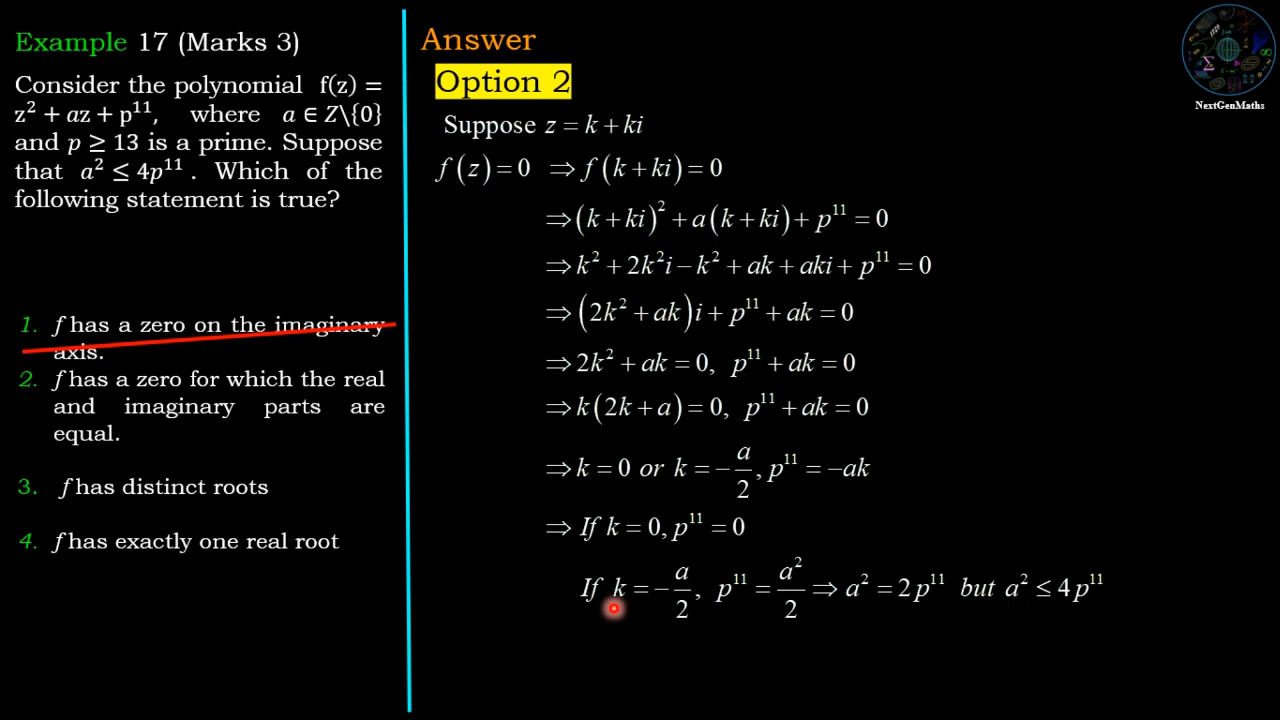 Example 17 (Marks 3)
Consider the polynomial f(z) =
z² + az + p¹¹, where a ∈ Z\{0}
and p ≥ 13 is a prime. Suppose
that a² ≤ 4p¹¹ . Which of the
following statement is true?
1. f has a zero on the imaginary
axis.
2. f has a zero for which the real
and imaginary parts are
equal.
3. f has distinct roots
4. f has exactly one real root
Answer
Option 2
Suppose z = k + ki
f(z) = 0 ⇒ f(k + ki) = 0
⇒ (k + ki)² + a(k + ki) + p¹¹ = 0
⇒ k² + 2k²i − k² + ak + aki + p¹¹ = 0
⇒ (2k² + ak)i + p¹¹ + ak = 0
⇒ 2k² + ak = 0, p¹¹ + ak = 0
⇒ k(2k + a) = 0, p¹¹ + ak = 0
⇒ k = 0 or k = −a/2, p¹¹ = −ak
⇒ If k = 0, p¹¹ = 0
If k = −a/2, p¹¹ = a²/2 ⇒ a² = 2p¹¹ but a² ≤ 4p¹¹
NextGenMaths